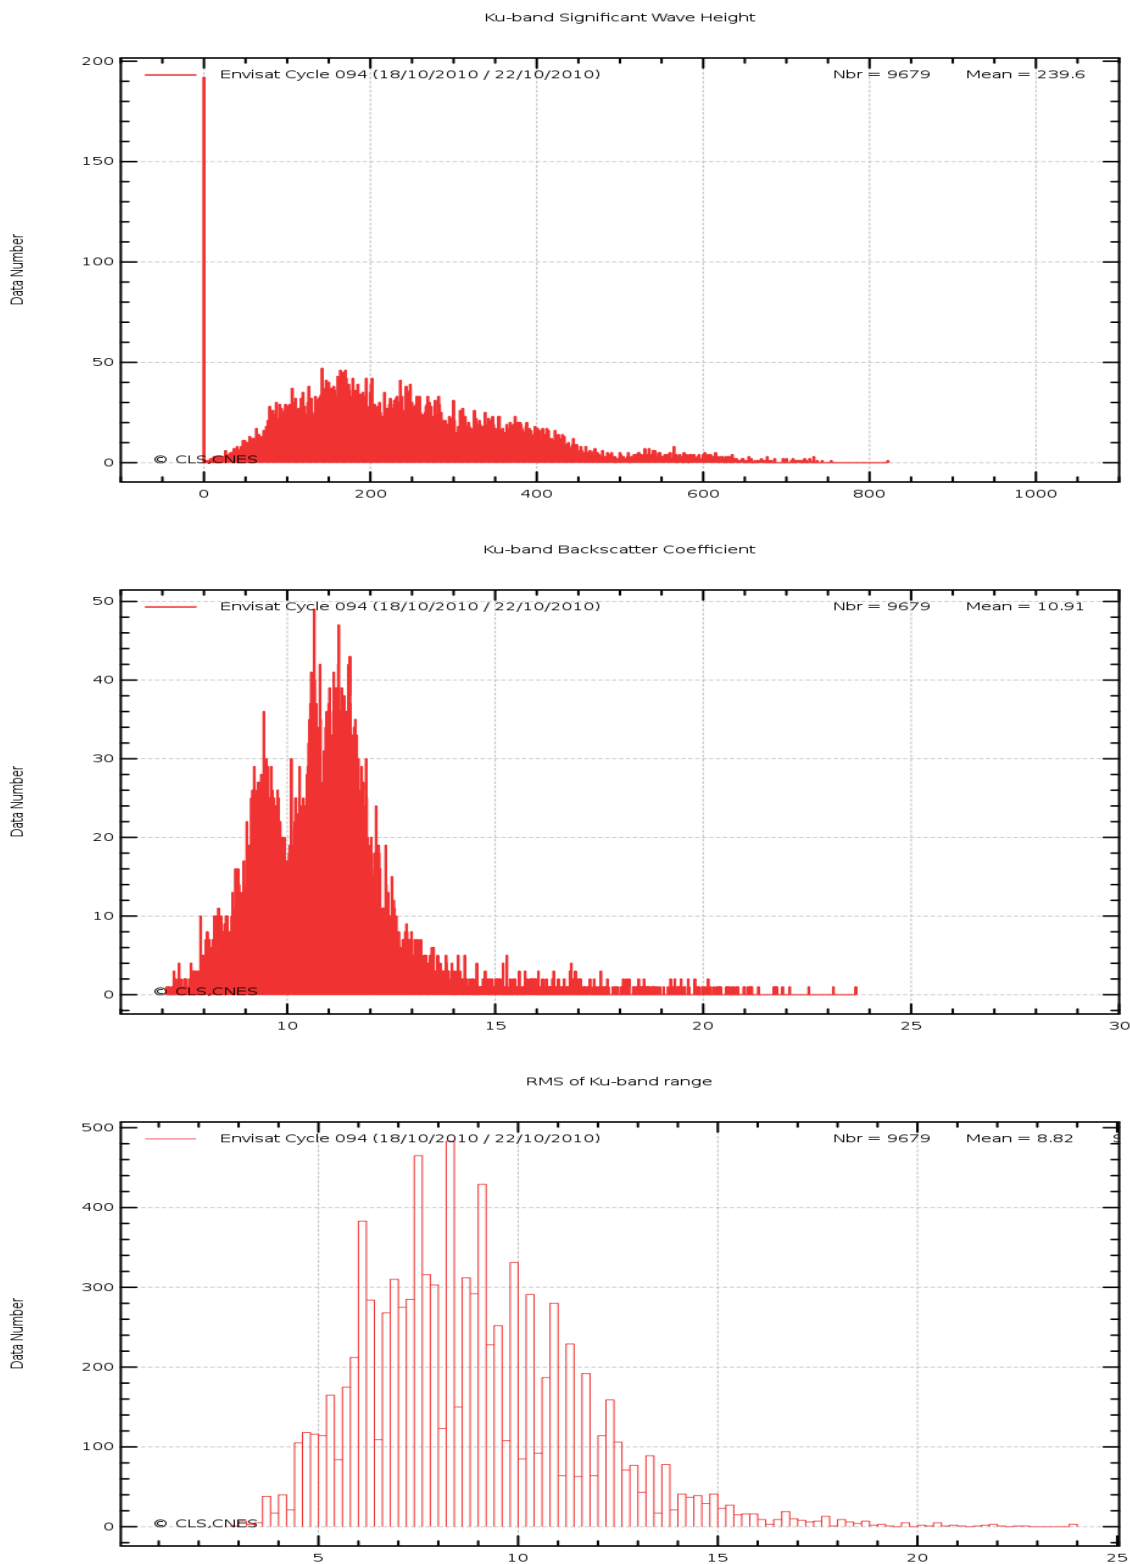 Ku-band Significant Wave Height
Envisat Cycle 094 (18/10/2010 / 22/10/2010) Nbr = 9679 Mean = 239.6
200
150
100
50
0
Data Number
© CLS,CNES
0 200 400 600 800 1000
Ku-band Backscatter Coefficient
Envisat Cycle 094 (18/10/2010 / 22/10/2010) Nbr = 9679 Mean = 10.91
50
40
30
20
10
0
Data Number
© CLS,CNES
10 15 20 25 30
RMS of Ku-band range
Envisat Cycle 094 (18/10/2010 / 22/10/2010) Nbr = 9679 Mean = 8.82
500
400
300
200
100
0
Data Number
© CLS,CNES
5 10 15 20 25